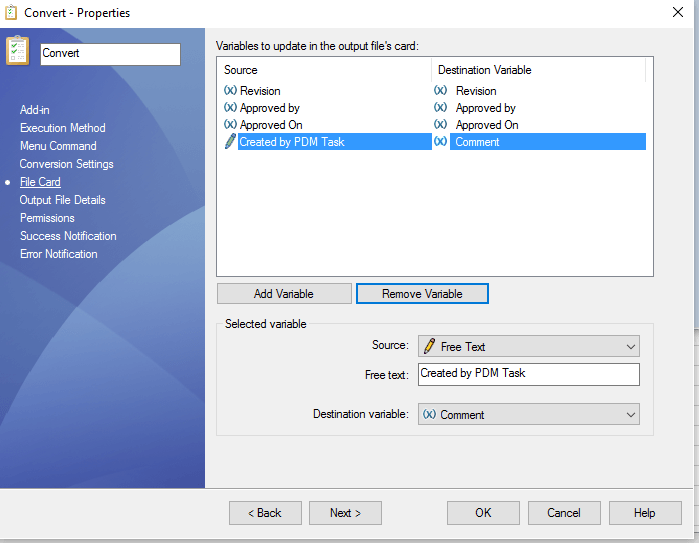 Convert - Properties
Convert
Add-in
Execution Method
Menu Command
Conversion Settings
File Card
Output File Details
Permissions
Success Notification
Error Notification
Variables to update in the output file's card:
Source Destination Variable
(x) Revision (x) Revision
(x) Approved by (x) Approved by
(x) Approved On (x) Approved On
Created by PDM Task (x) Comment
Add Variable Remove Variable
Selected variable
Source: Free Text
Free text: Created by PDM Task
Destination variable: (x) Comment
< Back Next > OK Cancel Help